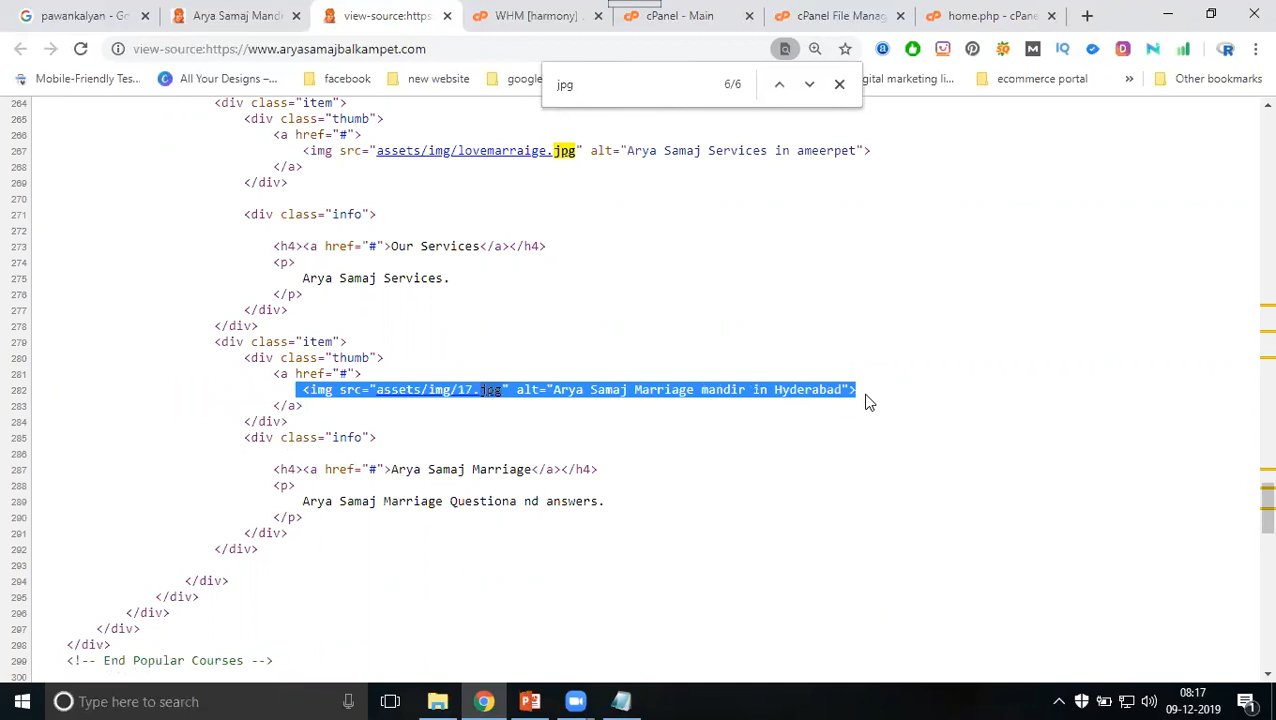 pavankalyan - Go
Arya Samaj Mand
view-source:https:
WHM [harmony]
cPanel - Main
cPanel File Mana
home.php - cPan
view-source:https://www.aryasamajbalkampet.com
Mobile-Friendly Tes...
All Your Designs –...
facebook
new website
google
igital marketing li...
ecommerce portal
Other bookmarks
jpg 6/6
264 <div class="item">
265 <div class="thumb">
266 <a href="#">
267 <img src="assets/img/lovemarraige.jpg" alt="Arya Samaj Services in ameerpet">
268 </a>
269 </div>
270
271 <div class="info">
272
273 <h4><a href="#">Our Services</a></h4>
274 <p>
275 Arya Samaj Services.
276 </p>
277 </div>
278 </div>
279 <div class="item">
280 <div class="thumb">
281 <a href="#">
282 <img src="assets/img/17.jpg" alt="Arya Samaj Marriage mandir in Hyderabad">
283 </a>
284 </div>
285 <div class="info">
286
287 <h4><a href="#">Arya Samaj Marriage</a></h4>
288 <p>
289 Arya Samaj Marriage Questiona nd answers.
290 </p>
291 </div>
292 </div>
293
294 </div>
295 </div>
296 </div>
297 </div>
298 </div>
299 <!-- End Popular Courses -->
300
Type here to search
08:17
09-12-2019